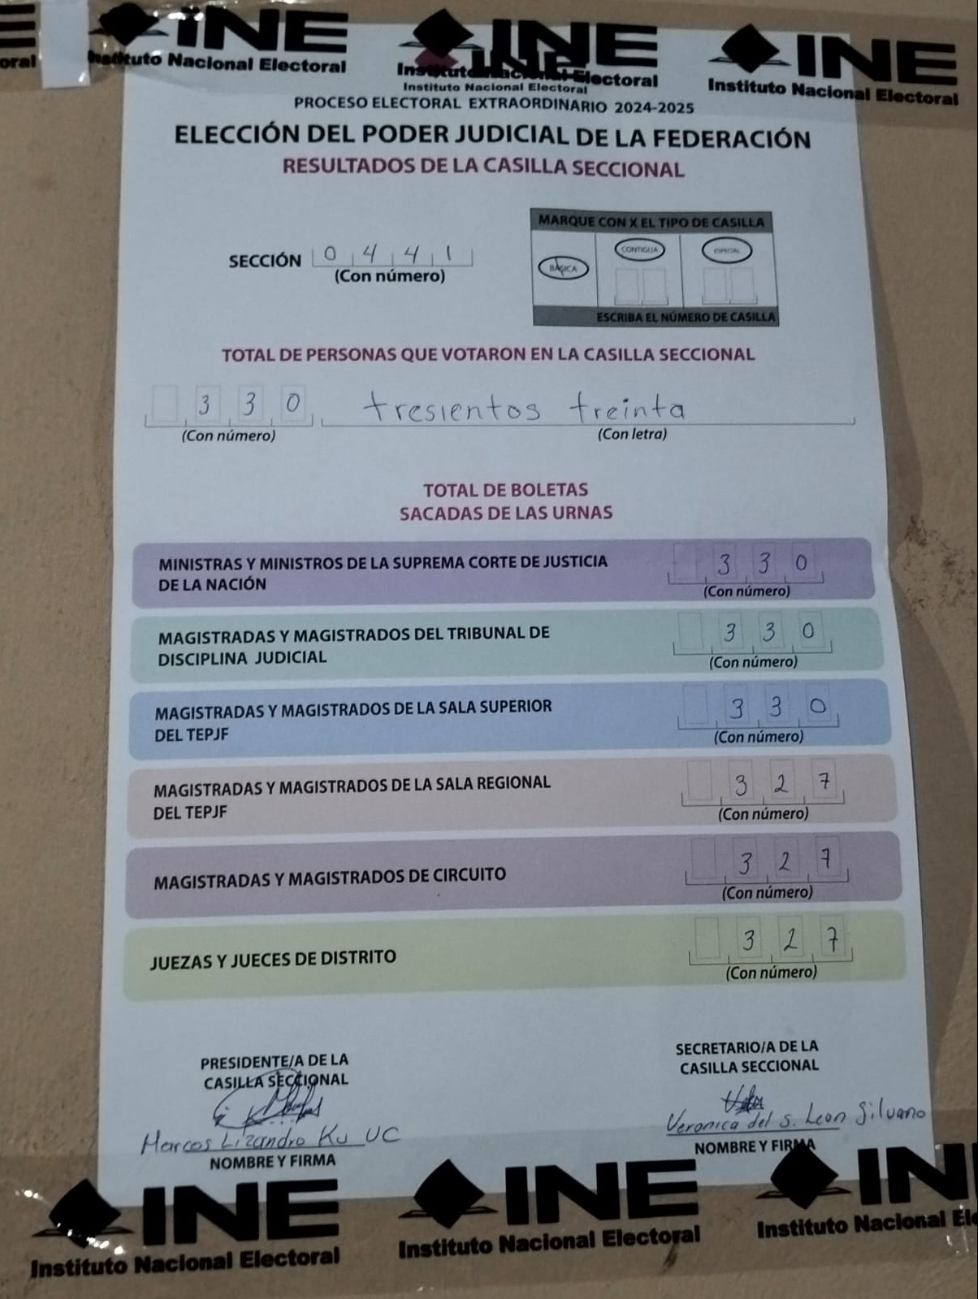 INE INE INE
Instituto Nacional Electoral Instituto Nacional Electoral Instituto Nacional Electoral
Instituto Nacional Electoral
PROCESO ELECTORAL EXTRAORDINARIO 2024-2025
ELECCIÓN DEL PODER JUDICIAL DE LA FEDERACIÓN
RESULTADOS DE LA CASILLA SECCIONAL
MARQUE CON X EL TIPO DE CASILLA
SECCIÓN 0 4 4 1
(Con número)
BÁSICA CONTIGUA ESPECIAL
ESCRIBA EL NÚMERO DE CASILLA
TOTAL DE PERSONAS QUE VOTARON EN LA CASILLA SECCIONAL
3 3 0 tresientos treinta
(Con número) (Con letra)
TOTAL DE BOLETAS
SACADAS DE LAS URNAS
MINISTRAS Y MINISTROS DE LA SUPREMA CORTE DE JUSTICIA
DE LA NACIÓN
3 3 0
(Con número)
MAGISTRADAS Y MAGISTRADOS DEL TRIBUNAL DE
DISCIPLINA JUDICIAL
3 3 0
(Con número)
MAGISTRADAS Y MAGISTRADOS DE LA SALA SUPERIOR
DEL TEPJF
3 3 0
(Con número)
MAGISTRADAS Y MAGISTRADOS DE LA SALA REGIONAL
DEL TEPJF
3 2 7
(Con número)
MAGISTRADAS Y MAGISTRADOS DE CIRCUITO
3 2 7
(Con número)
JUEZAS Y JUECES DE DISTRITO
3 2 7
(Con número)
PRESIDENTE/A DE LA
CASILLA SECCIONAL
Marcos Lizandro Ku UC
NOMBRE Y FIRMA
SECRETARIO/A DE LA
CASILLA SECCIONAL
Veronica del S. Leon Silvano
NOMBRE Y FIRMA
INE INE IN
Instituto Nacional Electoral Instituto Nacional Electoral Instituto Nacional Ele